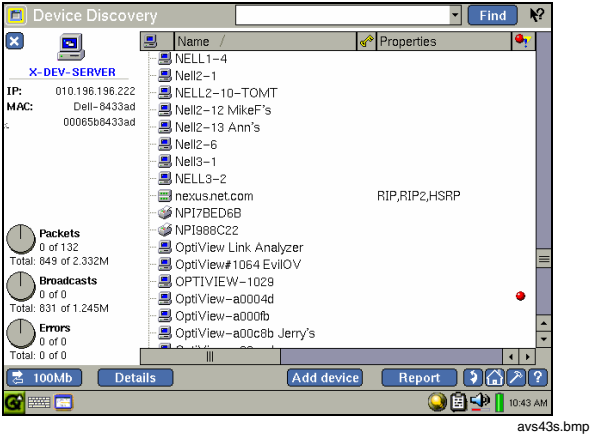 Device Discovery
Find
Name / Properties
X-DEV-SERVER
IP: 010.196.196.222
MAC: Dell-8433ad
00065b8433ad
NELL1-4
Nell2-1
NELL2-10-TOMT
Nell2-12 MikeF's
Nell2-13 Ann's
Nell2-6
Nell3-1
NELL3-2
nexus.net.com RIP,RIP2,HSRP
NPI7BED6B
NPI988C22
OptiView Link Analyzer
OptiView#1064 EvilOV
OPTIVIEW-1029
OptiView-a0004d
OptiView-a000fb
OptiView-a00c8b Jerry's
Packets
0 of 132
Total: 849 of 2.332M
Broadcasts
0 of 0
Total: 831 of 1.245M
Errors
0 of 0
Total: 0 of 0
100Mb Details Add device Report ?
10:43 AM
avs43s.bmp